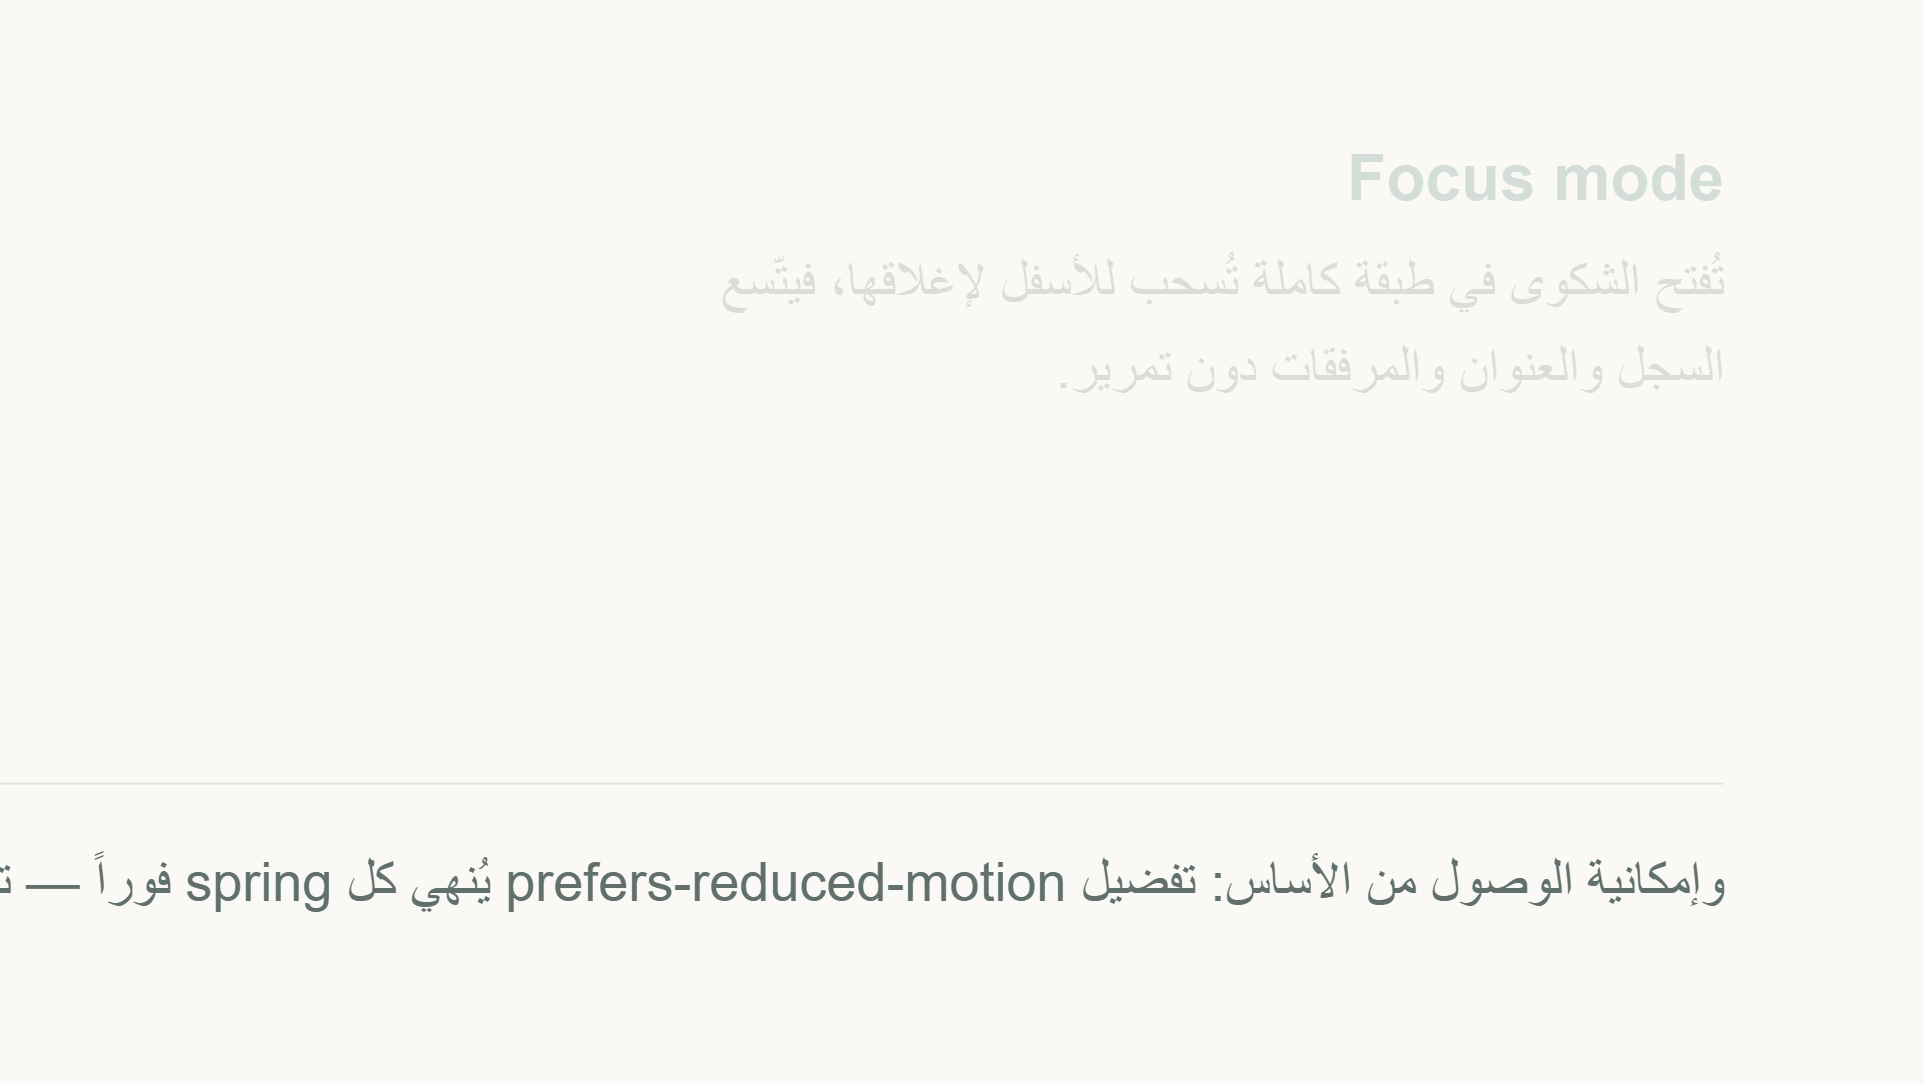 Focus mode
تُفتح الشكوى في طبقة كاملة تُسحب للأسفل لإغلاقها، فيتّسع
السجل والعنوان والمرفقات دون تمرير.
وإمكانية الوصول من الأساس: تفضيل prefers-reduced-motion يُنهي كل spring فوراً —